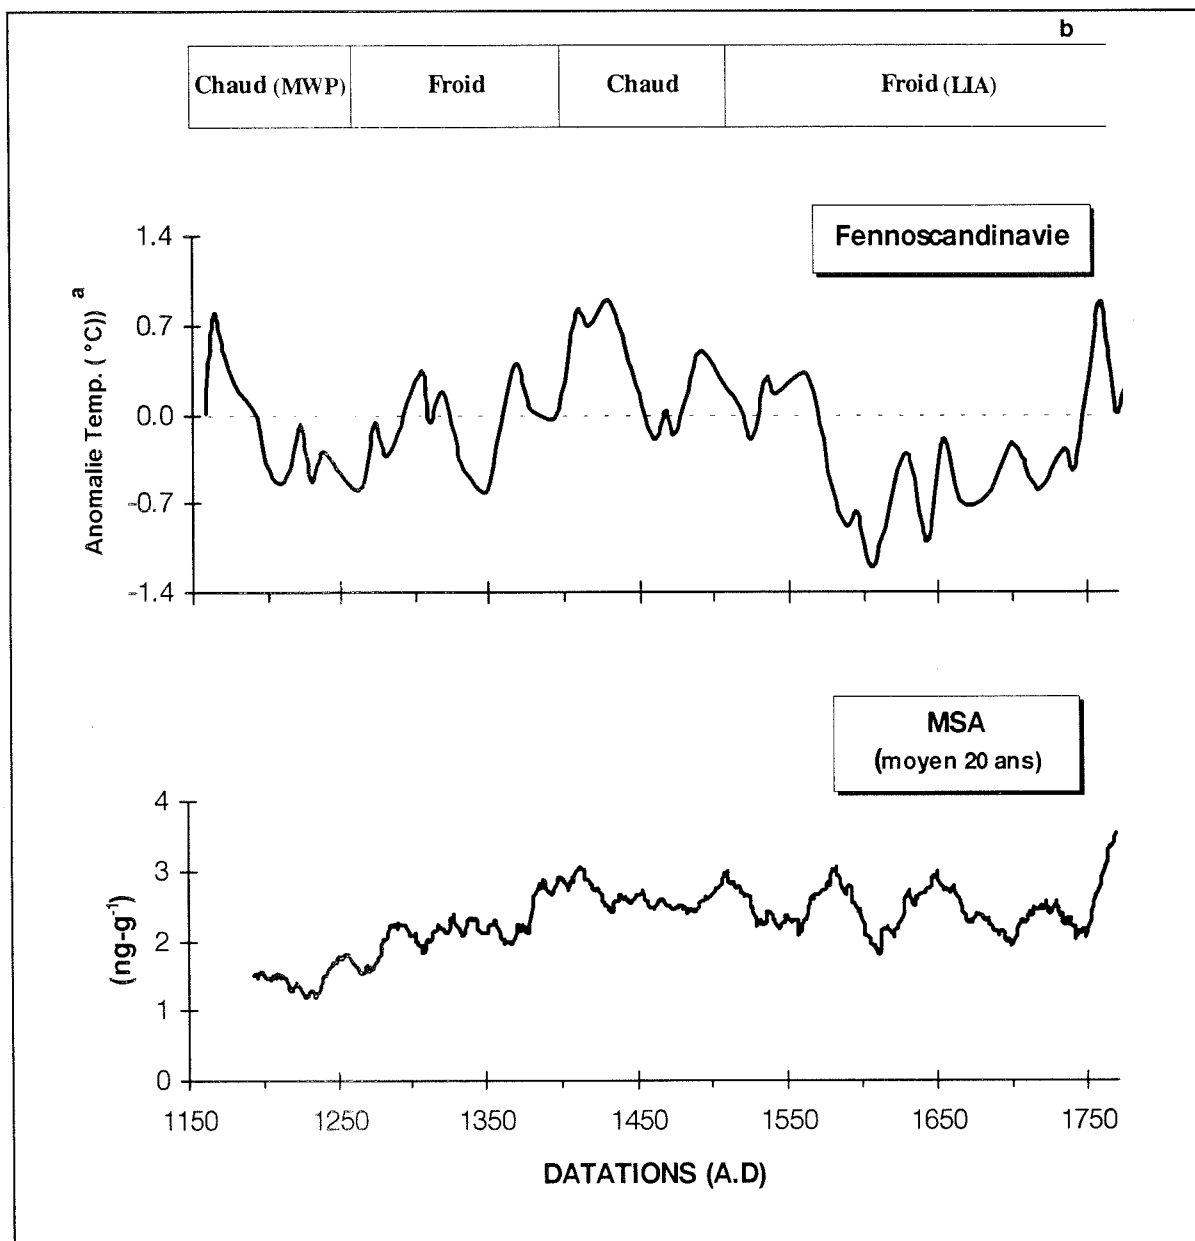 b
Chaud (MWP) Froid Chaud Froid (LIA)
Fennoscandinavie
1.4
0.7
0.0
-0.7
-1.4
Anomalie Temp. ( °C)) a
MSA
(moyen 20 ans)
4
3
2
1
0
(ng-g-1)
1150 1250 1350 1450 1550 1650 1750
DATATIONS (A.D)